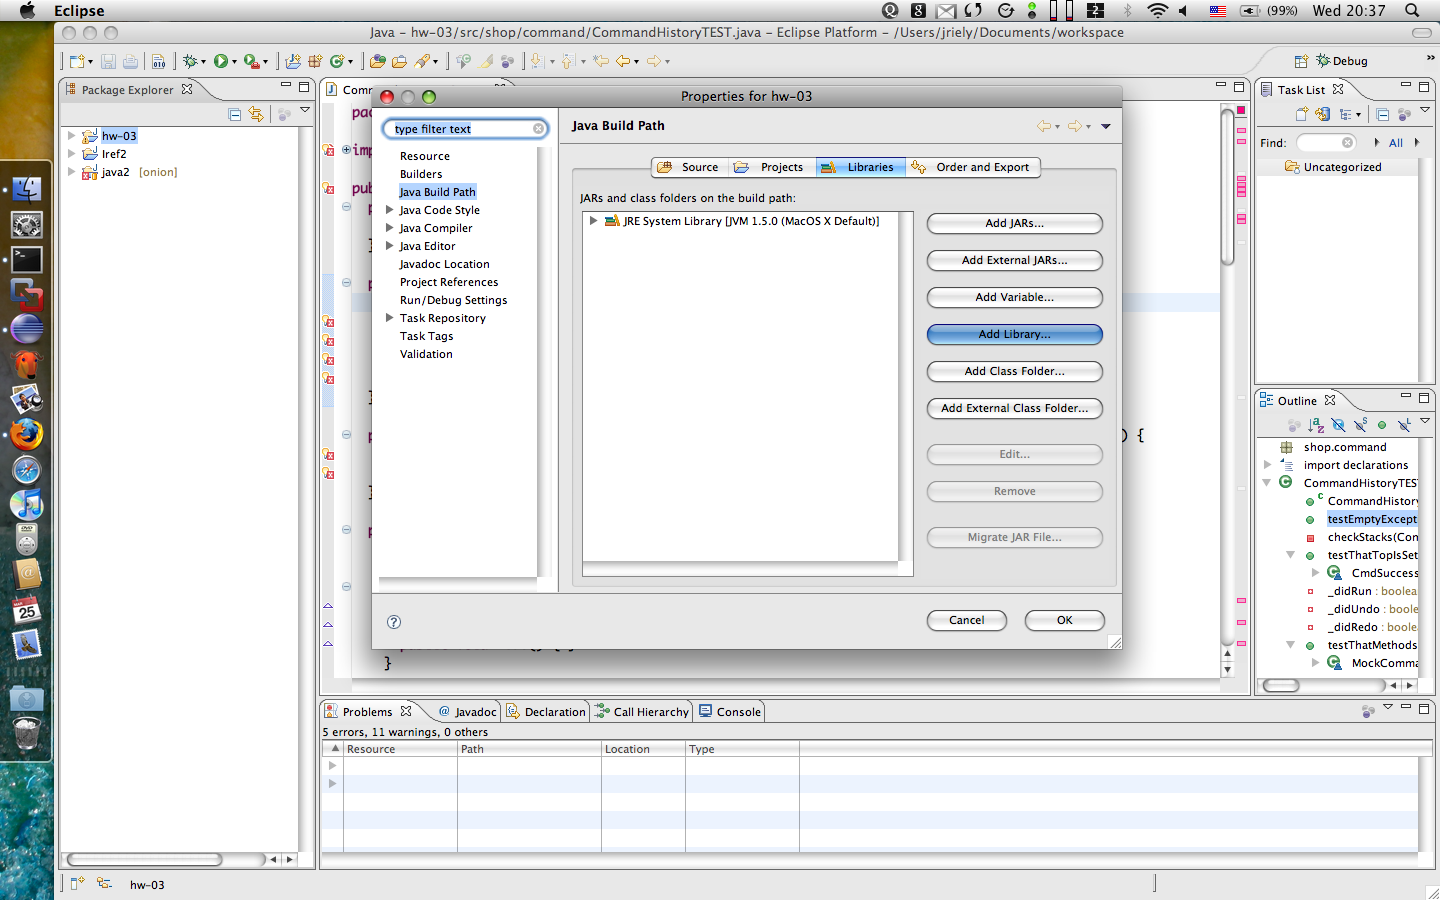 Eclipse
(99%) Wed 20:37
Java – hw-03/src/shop/command/CommandHistoryTEST.java – Eclipse Platform – /Users/jriely/Documents/workspace
Debug
Package Explorer
hw-03
lref2
java2 [onion]
Properties for hw-03
type filter text
Resource
Builders
Java Build Path
Java Code Style
Java Compiler
Java Editor
Javadoc Location
Project References
Run/Debug Settings
Task Repository
Task Tags
Validation
Java Build Path
Source
Projects
Libraries
Order and Export
JARs and class folders on the build path:
JRE System Library [JVM 1.5.0 (MacOS X Default)]
Add JARs...
Add External JARs...
Add Variable...
Add Library...
Add Class Folder...
Add External Class Folder...
Edit...
Remove
Migrate JAR File...
Cancel
OK
) {
}
Task List
Find:
All
Uncategorized
Outline
shop.command
import declarations
CommandHistoryTES
CommandHistory
testEmptyExcept
checkStacks(Con
testThatTopIsSet
CmdSuccess
_didRun : boolea
_didUndo : boole
_didRedo : boolea
testThatMethods
MockComma
Problems
@ Javadoc
Declaration
Call Hierarchy
Console
5 errors, 11 warnings, 0 others
Resource
Path
Location
Type
hw-03